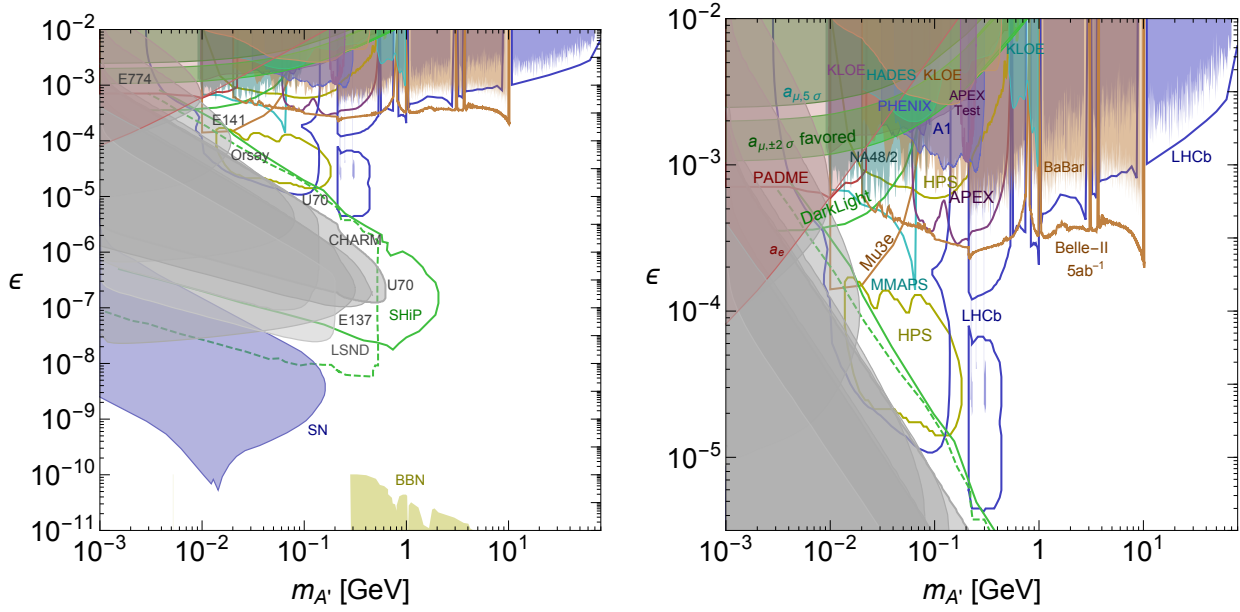 10⁻²
10⁻³
10⁻⁴
10⁻⁵
10⁻⁶
10⁻⁷
10⁻⁸
10⁻⁹
10⁻¹⁰
10⁻¹¹
ϵ
E774
E141
Orsay
U70
CHARM
U70
SHiP
E137
LSND
SN
BBN
10⁻³ 10⁻² 10⁻¹ 1 10¹
m_A' [GeV]
10⁻²
10⁻³
10⁻⁴
10⁻⁵
ϵ
KLOE
KLOE HADES KLOE
a_μ,5 σ
APEX
Test
PHENIX
A1
a_μ,±2 σ favored
NA48/2
LHCb
PADME
HPS
BaBar
APEX
DarkLight
a_e
Mu3e
Belle−II
5ab⁻¹
MMAPS
LHCb
HPS
10⁻³ 10⁻² 10⁻¹ 1 10¹
m_A' [GeV]